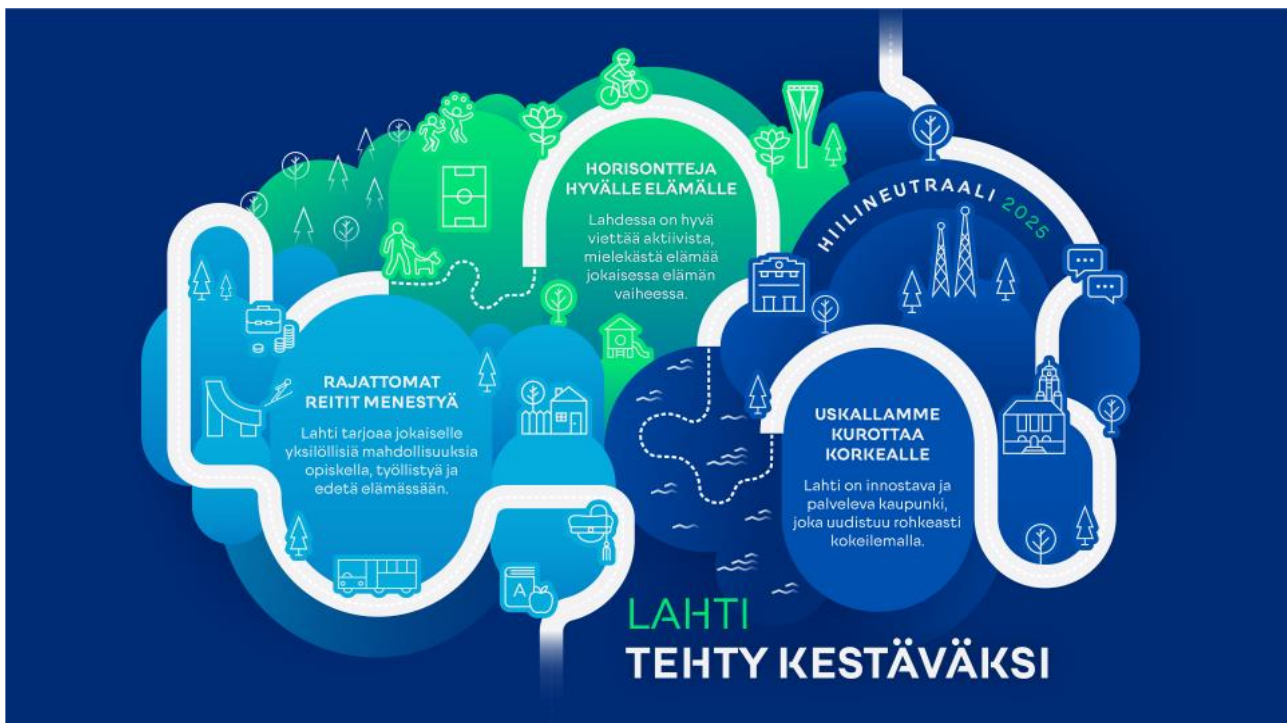 HORISONTTEJA
HYVÄLLE ELÄMÄLLE
Lahdessa on hyvä
viettää aktiivista,
mielekästä elämää
jokaisessa elämän
vaiheessa.
HIILINEUTRAALI 2025
RAJATTOMAT
REITIT MENESTYÄ
Lahti tarjoaa jokaiselle
yksilöllisiä mahdollisuuksia
opiskella, työllistyä ja
edetä elämässään.
USKALLAMME
KUROTTAA
KORKEALLE
Lahti on innostava ja
palveleva kaupunki,
joka uudistuu rohkeasti
kokeilemalla.
A
LAHTI
TEHTY KESTÄVÄKSI